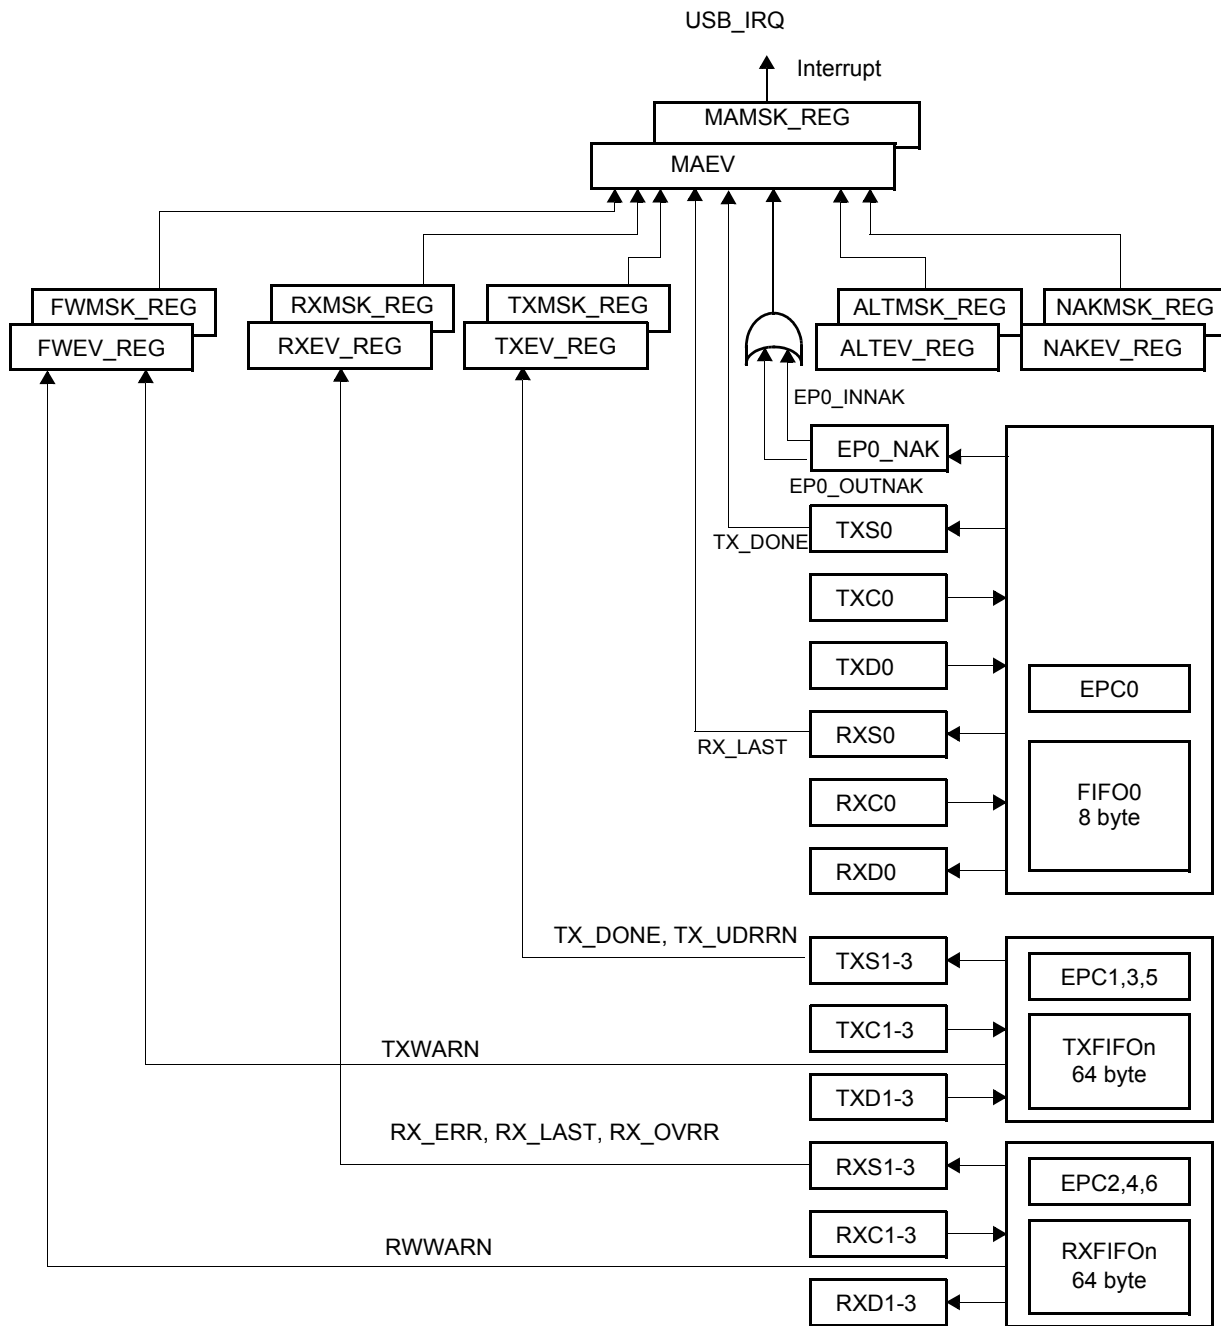 USB_IRQ
Interrupt
MAMSK_REG
MAEV
FWMSK_REG
RXMSK_REG
TXMSK_REG
ALTMSK_REG
NAKMSK_REG
FWEV_REG
RXEV_REG
TXEV_REG
ALTEV_REG
NAKEV_REG
EP0_INNAK
EP0_NAK
EP0_OUTNAK
TXS0
TX_DONE
TXC0
TXD0
EPC0
RXS0
RX_LAST
FIFO0
8 byte
RXC0
RXD0
TX_DONE, TX_UDRRN
TXS1-3
EPC1,3,5
TXC1-3
TXFIFOn
64 byte
TXWARN
TXD1-3
RX_ERR, RX_LAST, RX_OVRR
RXS1-3
EPC2,4,6
RXC1-3
RWWARN
RXFIFOn
64 byte
RXD1-3